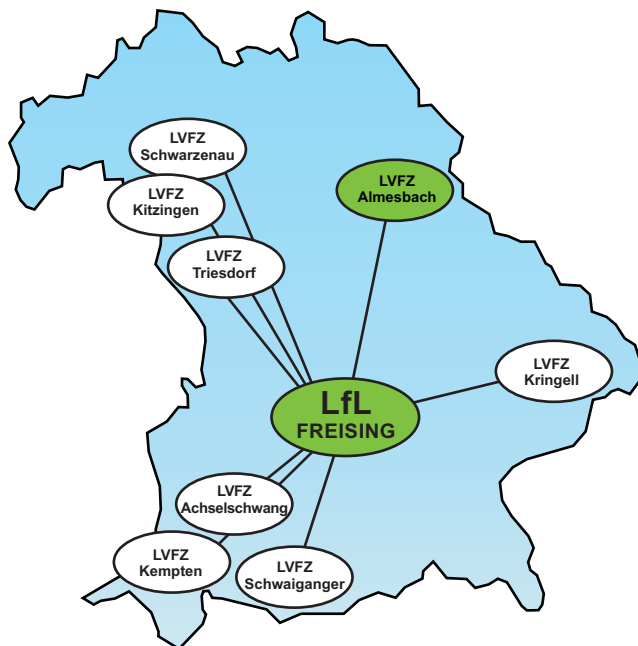 LVFZ
Schwarzenau
LVFZ
Almesbach
LVFZ
Kitzingen
LVFZ
Triesdorf
LVFZ
Kringell
LfL
FREISING
LVFZ
Achselschwang
LVFZ
Kempten
LVFZ
Schwaiganger